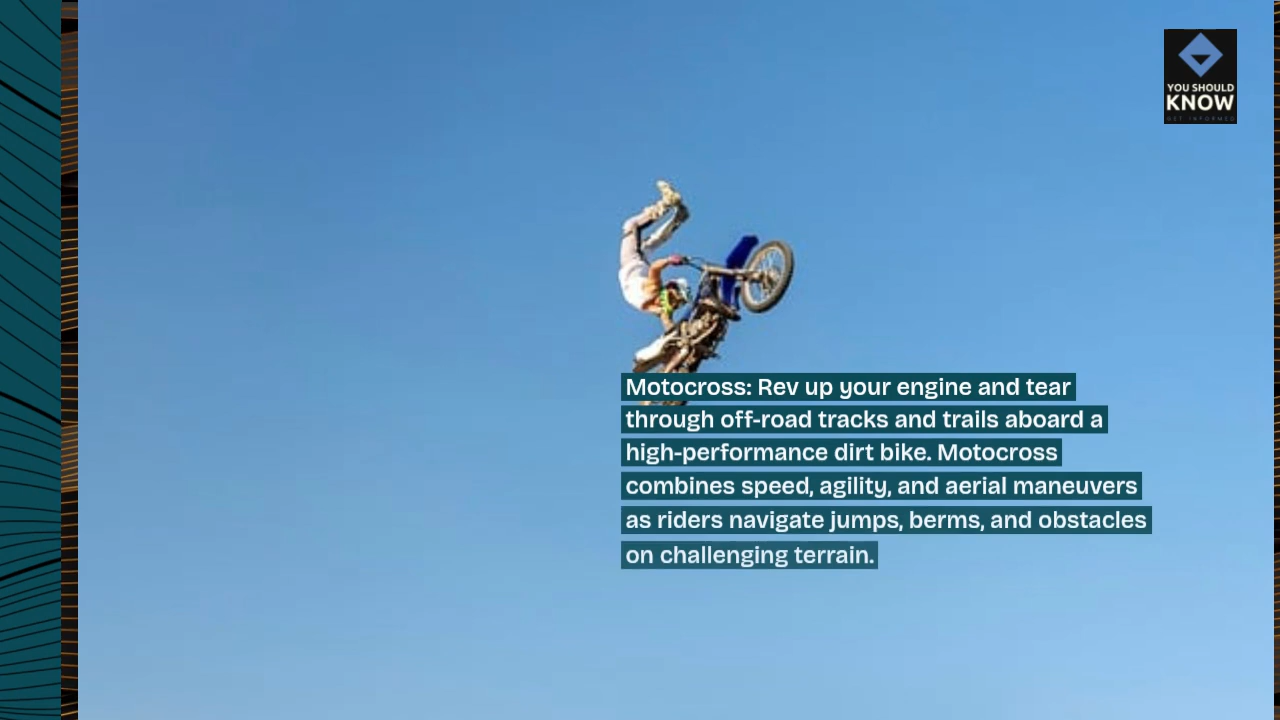 YOU SHOULD
KNOW
GET INFORMED
Motocross: Rev up your engine and tear
through off-road tracks and trails aboard a
high-performance dirt bike. Motocross
combines speed, agility, and aerial maneuvers
as riders navigate jumps, berms, and obstacles
on challenging terrain.